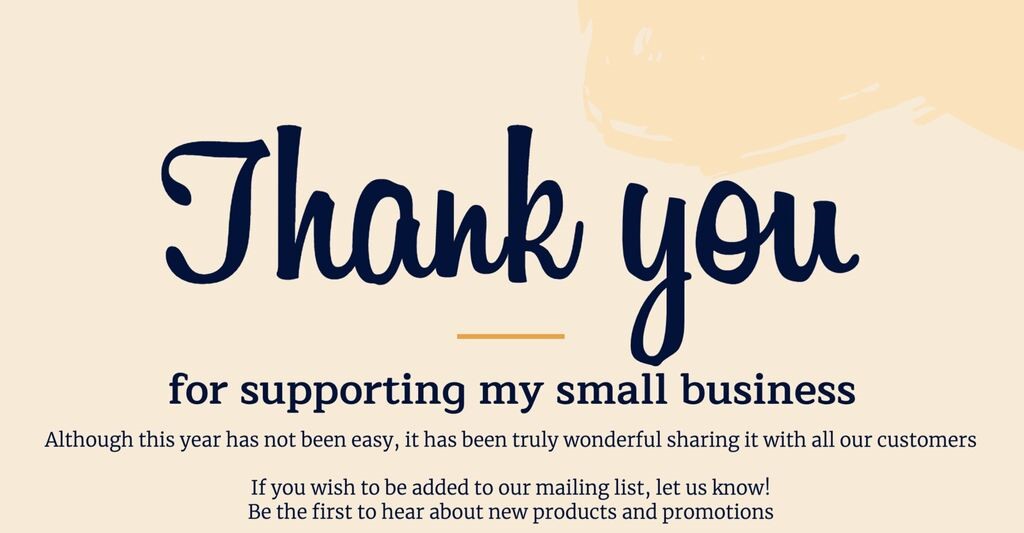 Thank you
for supporting my small business
Although this year has not been easy, it has been truly wonderful sharing it with all our customers
If you wish to be added to our mailing list, let us know!
Be the first to hear about new products and promotions